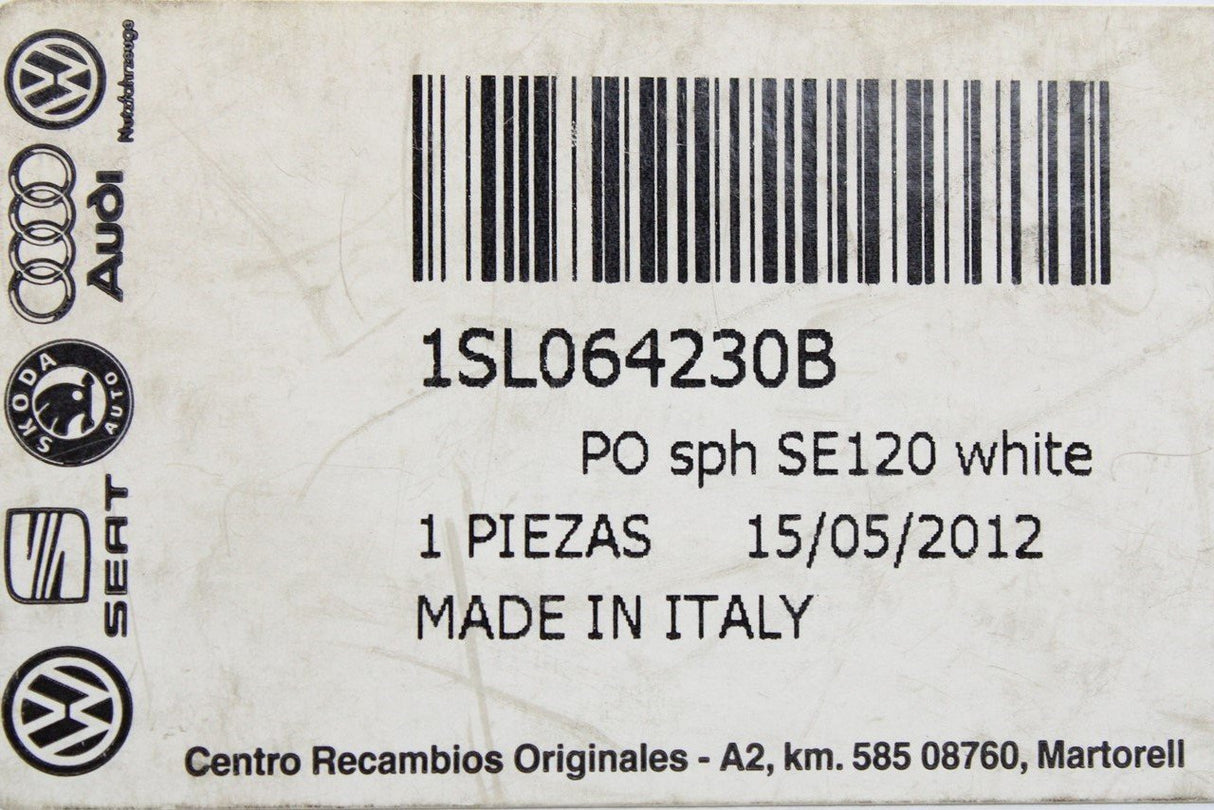 Nutzfahrzeuge
Audi
SKODA AUTO
SEAT
1SL064230B
PO sph SE120 white
1 PIEZAS 15/05/2012
MADE IN ITALY
Centro Recambios Originales - A2, km. 585 08760, Martorell